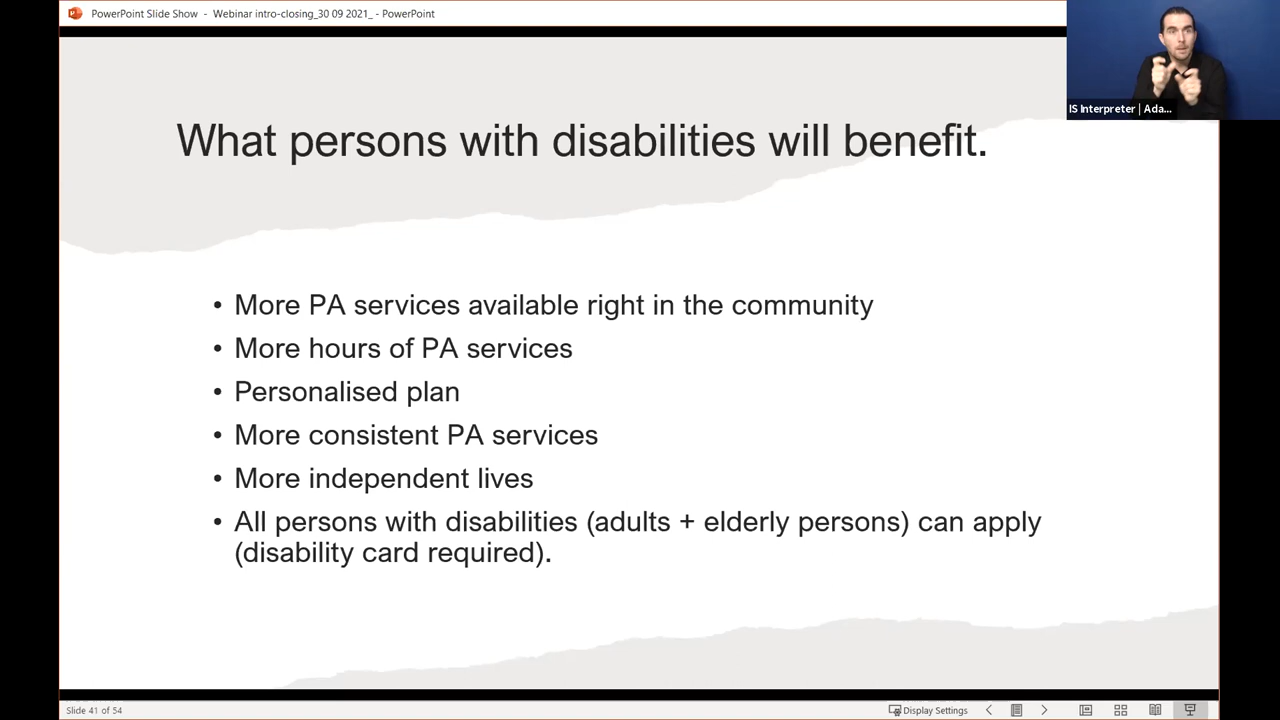 PowerPoint Slide Show - Webinar intro-closing_30 09 2021_ - PowerPoint
IS Interpreter | Ada...
What persons with disabilities will benefit.
• More PA services available right in the community
• More hours of PA services
• Personalised plan
• More consistent PA services
• More independent lives
• All persons with disabilities (adults + elderly persons) can apply
(disability card required).
Slide 41 of 54
Display Settings